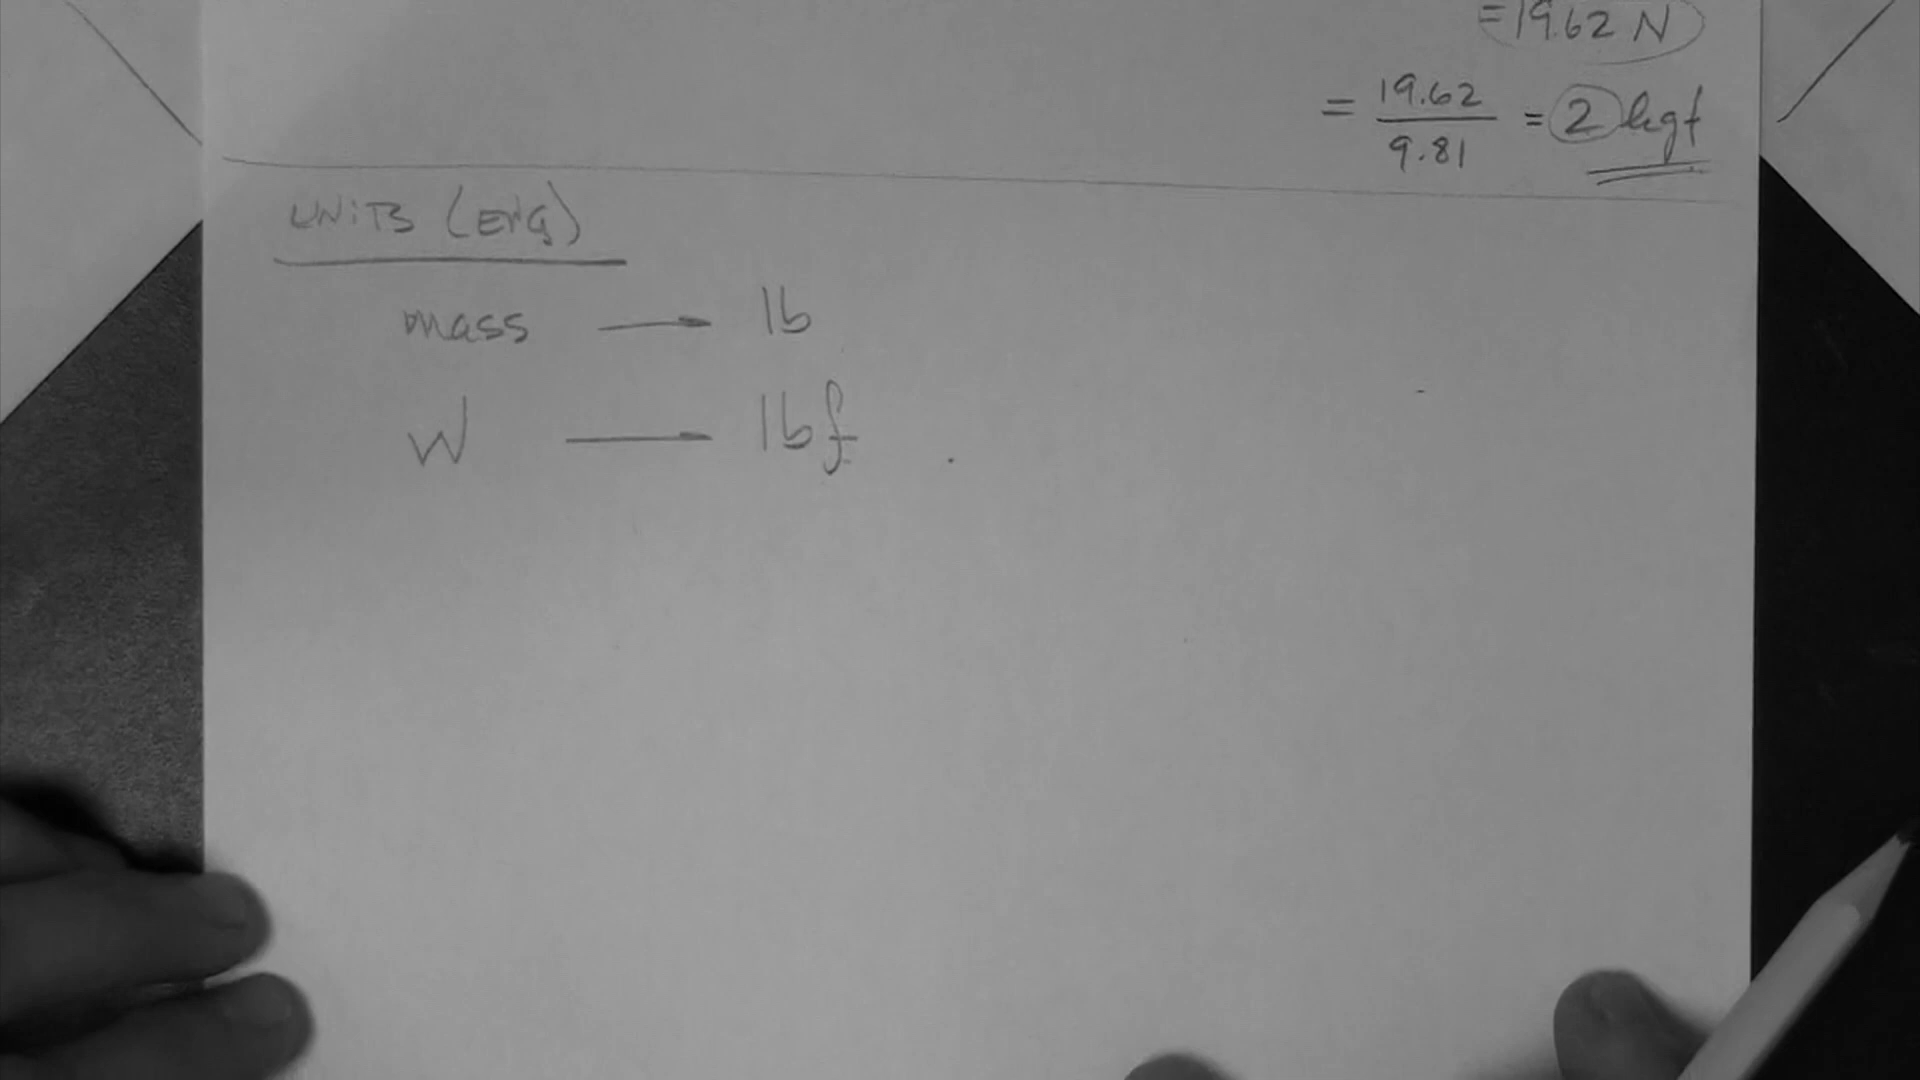 =19.62 N
= 19.62 / 9.81 = 2 kgf
UNITS (ENG)
mass → lb
W → lbf